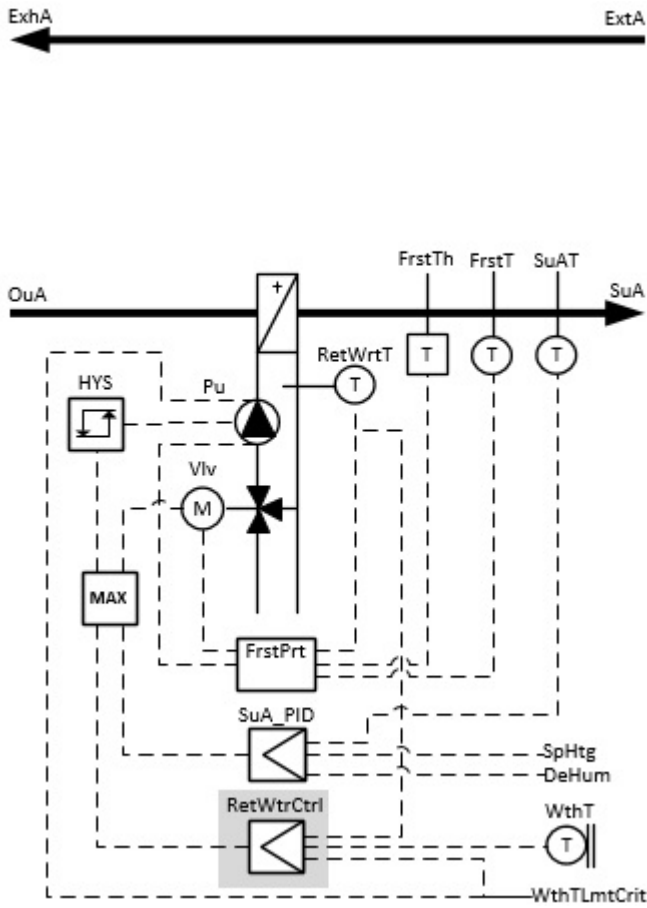 ExhA
ExtA
FrstTh
FrstT
SuAT
OuA
+
SuA
RetWrtT
T
T
T
T
HYS
Pu
Vlv
M
MAX
FrstPrt
SuA_PID
SpHtg
DeHum
RetWtrCtrl
WthT
T
WthTLmtCrit